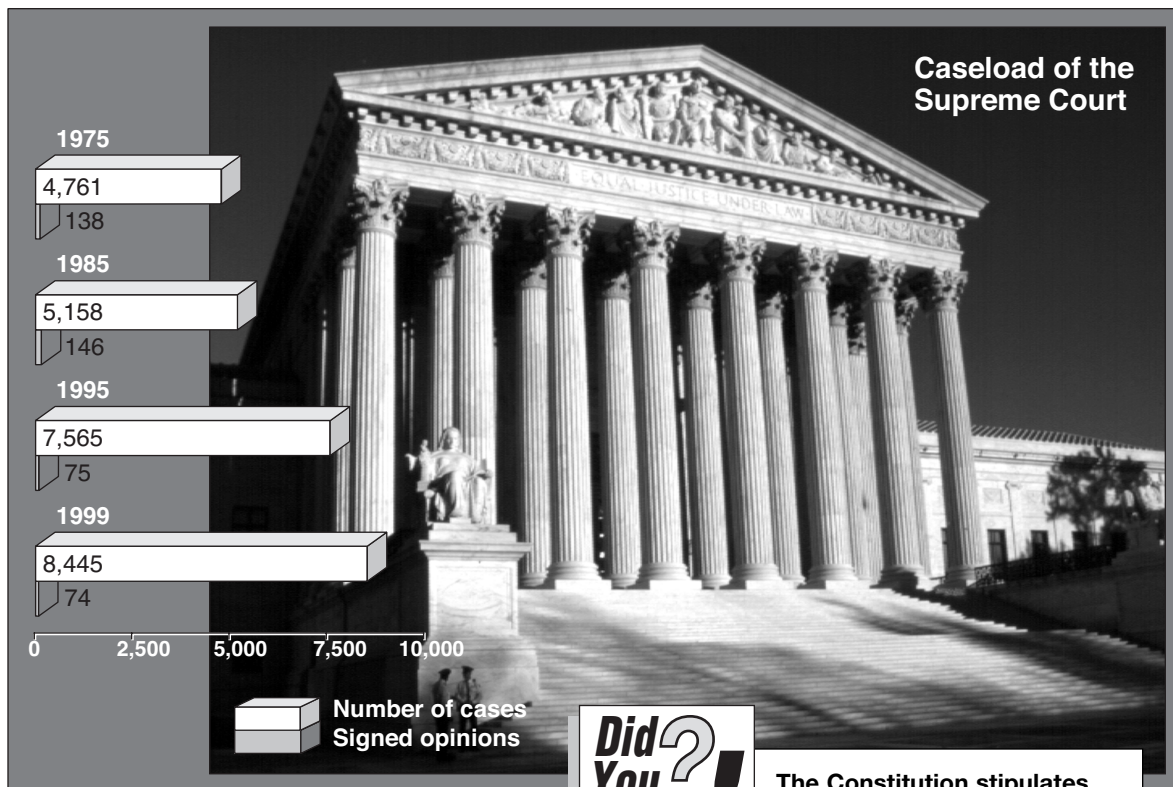 Caseload of the
Supreme Court
EQUAL JUSTICE UNDER LAW
1975
4,761
138
1985
5,158
146
1995
7,565
75
1999
8,445
74
0 2,500 5,000 7,500 10,000
Number of cases
Signed opinions
Did
You
?!
The Constitution stipulates